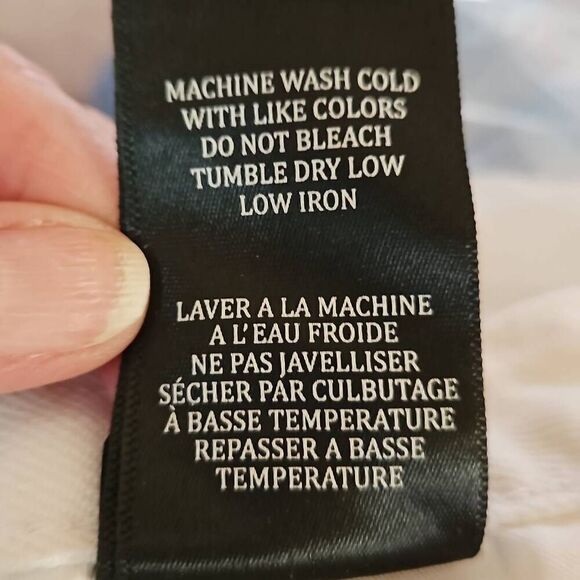 MACHINE WASH COLD
WITH LIKE COLORS
DO NOT BLEACH
TUMBLE DRY LOW
LOW IRON
LAVER A LA MACHINE
A L'EAU FROIDE
NE PAS JAVELLISER
SÉCHER PAR CULBUTAGE
À BASSE TEMPERATURE
REPASSER A BASSE
TEMPERATURE